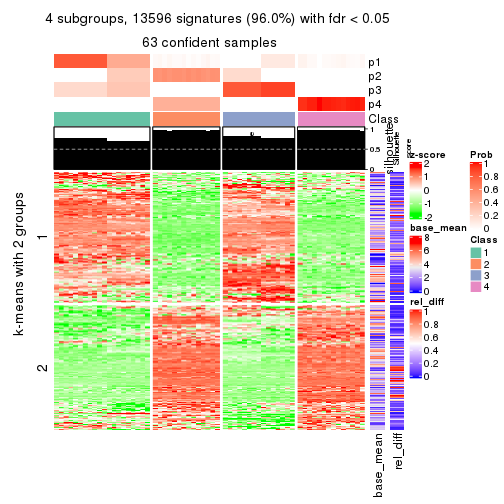 4 subgroups, 13596 signatures (96.0%) with fdr < 0.05
63 confident samples
p1
p2
p3
p4
Class
1
0.5
0
silhouette
Silhouette
score
k-means with 2 groups
1
2
base_mean
rel_diff
z-score
2
1
0
-1
-2
base_mean
8
6
4
2
0
rel_diff
1
0.8
0.6
0.4
0.2
0
Prob
1
0.8
0.6
0.4
0.2
0
Class
1
2
3
4